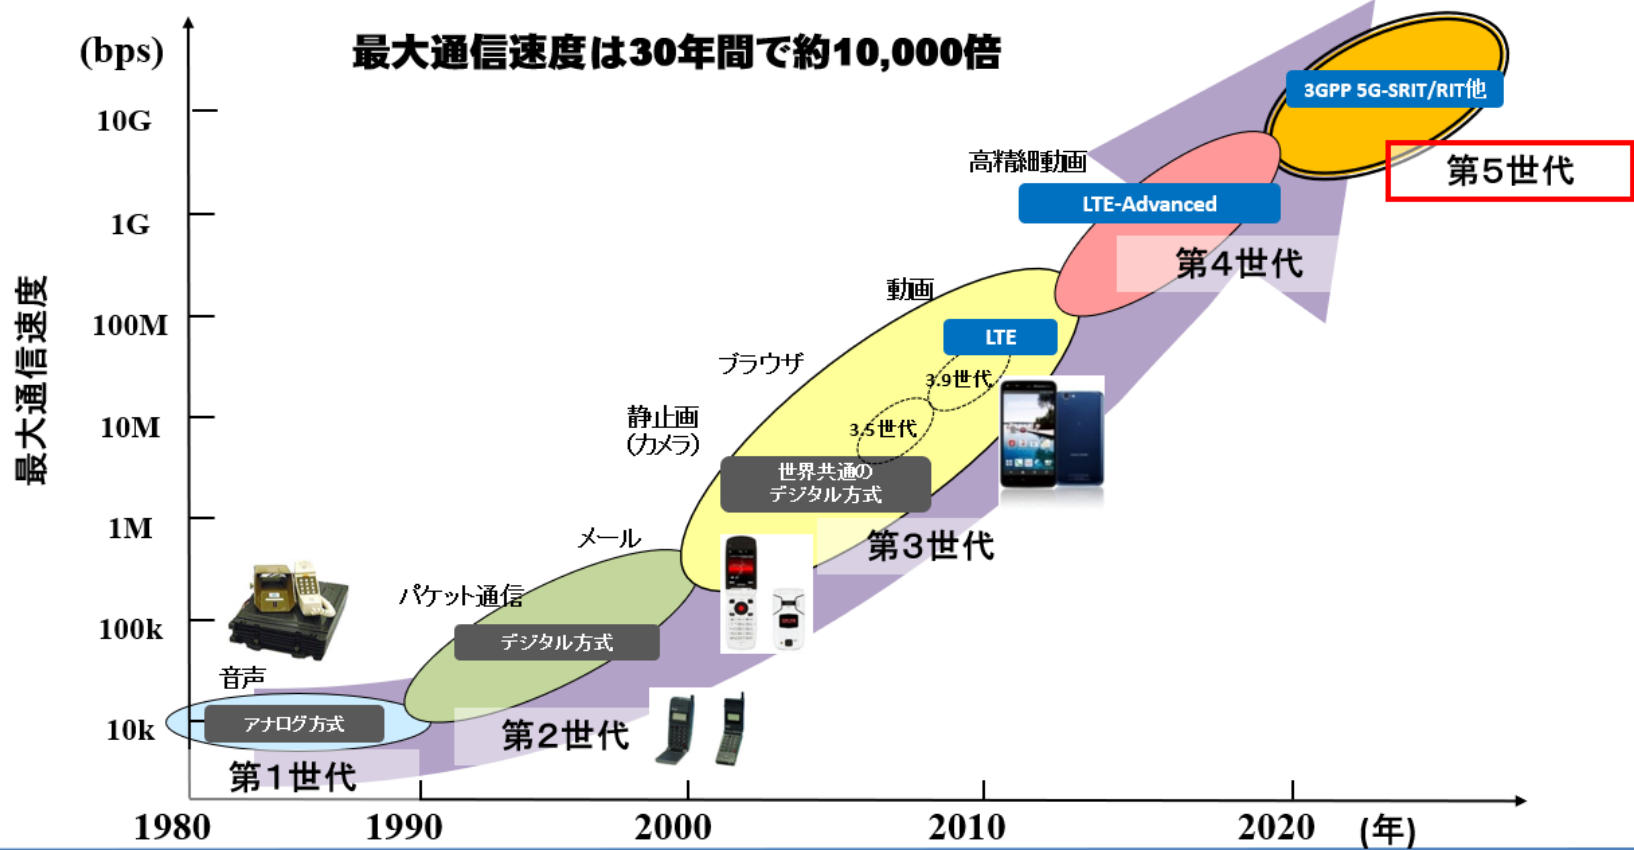 (bps)
最大通信速度は30年間で約10,000倍
10G
1G
100M
10M
1M
100k
10k
最大通信速度
3GPP 5G-SRIT/RIT他
第5世代
高精細動画
LTE-Advanced
第4世代
動画
LTE
ブラウザ
3.9世代
静止画
(カメラ)
3.5世代
世界共通の
デジタル方式
第3世代
メール
パケット通信
デジタル方式
第2世代
音声
アナログ方式
第1世代
1980
1990
2000
2010
2020
(年)